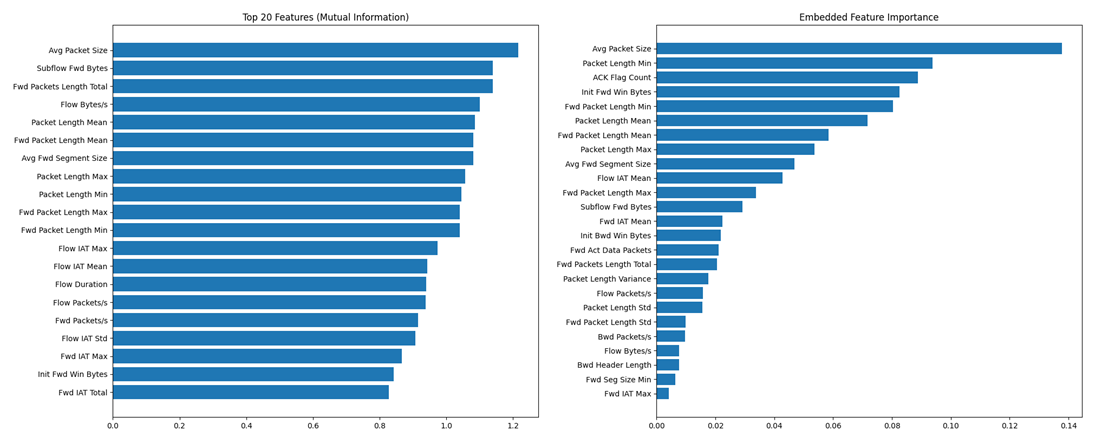 Top 20 Features (Mutual Information)
Avg Packet Size
Subflow Fwd Bytes
Fwd Packets Length Total
Flow Bytes/s
Packet Length Mean
Fwd Packet Length Mean
Avg Fwd Segment Size
Packet Length Max
Packet Length Min
Fwd Packet Length Max
Fwd Packet Length Min
Flow IAT Max
Flow IAT Mean
Flow Duration
Flow Packets/s
Fwd Packets/s
Flow IAT Std
Fwd IAT Max
Init Fwd Win Bytes
Fwd IAT Total
0.0 0.2 0.4 0.6 0.8 1.0 1.2
Embedded Feature Importance
Avg Packet Size
Packet Length Min
ACK Flag Count
Init Fwd Win Bytes
Fwd Packet Length Min
Packet Length Mean
Fwd Packet Length Mean
Packet Length Max
Avg Fwd Segment Size
Flow IAT Mean
Fwd Packet Length Max
Subflow Fwd Bytes
Fwd IAT Mean
Init Bwd Win Bytes
Fwd Act Data Packets
Fwd Packets Length Total
Packet Length Variance
Flow Packets/s
Packet Length Std
Fwd Packet Length Std
Bwd Packets/s
Flow Bytes/s
Bwd Header Length
Fwd Seg Size Min
Fwd IAT Max
0.00 0.02 0.04 0.06 0.08 0.10 0.12 0.14